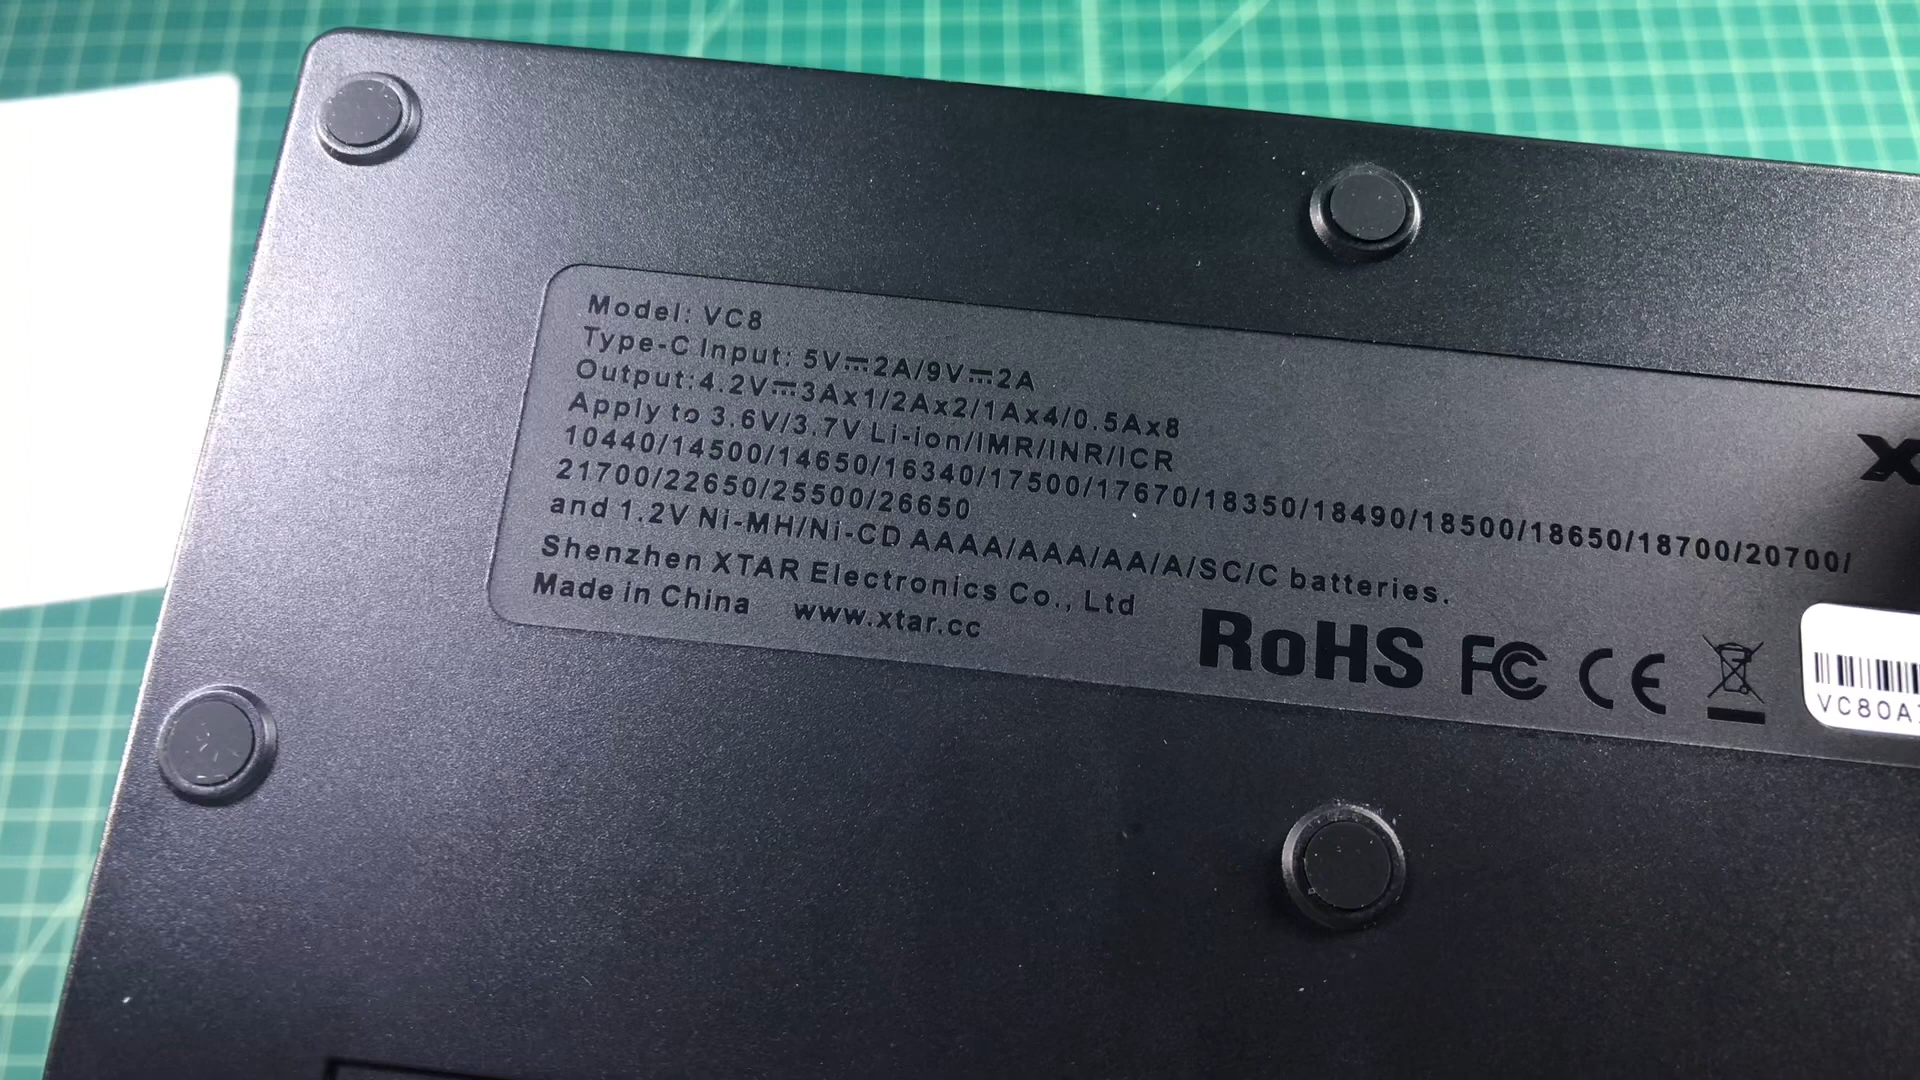 Model: VC8
Type-C Input: 5V⎓2A/9V⎓2A
Output:4.2V⎓3Ax1/2Ax2/1Ax4/0.5Ax8
Apply to 3.6V/3.7V Li-ion/IMR/INR/ICR
10440/14500/14650/16340/17500/17670/18350/18490/18500/18650/18700/20700/
21700/22650/25500/26650
and 1.2V Ni-MH/Ni-CD AAAA/AAA/AA/A/SC/C batteries.
Shenzhen XTAR Electronics Co., Ltd
Made in China www.xtar.cc
RoHS FC CE